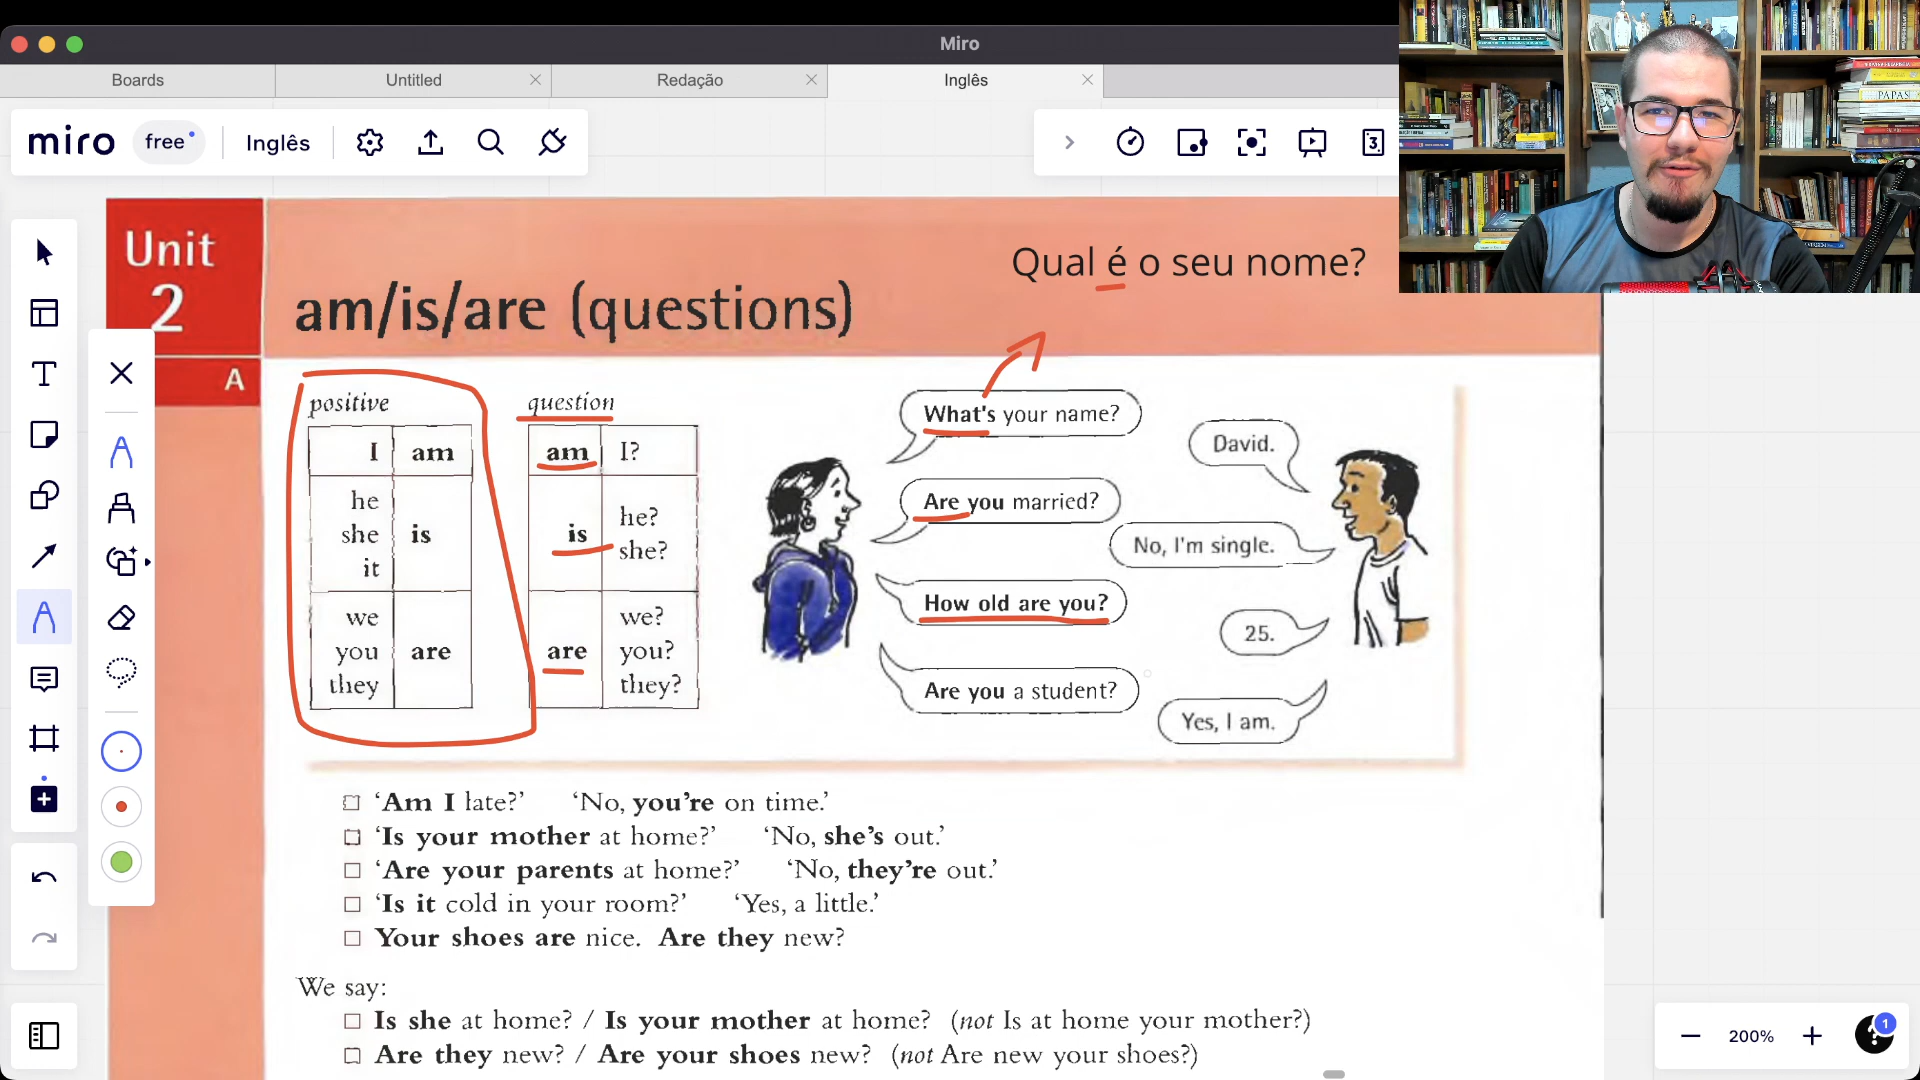 Miro
Boards
Untitled
Redação
Inglês
miro
free
Inglês
3
PAPAS
Unit
2
am/is/are (questions)
Qual é o seu nome?
A
positive
I am
he
she
it
is
we
you
they
are
question
am I?
is
he?
she?
are
we?
you?
they?
What's your name?
David.
Are you married?
No, I'm single.
How old are you?
25.
Are you a student?
Yes, I am.
‘Am I late?’ ‘No, you’re on time.’
‘Is your mother at home?’ ‘No, she’s out.’
‘Are your parents at home?’ ‘No, they’re out.’
‘Is it cold in your room?’ ‘Yes, a little.’
Your shoes are nice. Are they new?
We say:
Is she at home? / Is your mother at home? (not Is at home your mother?)
Are they new? / Are your shoes new? (not Are new your shoes?)
200%
1